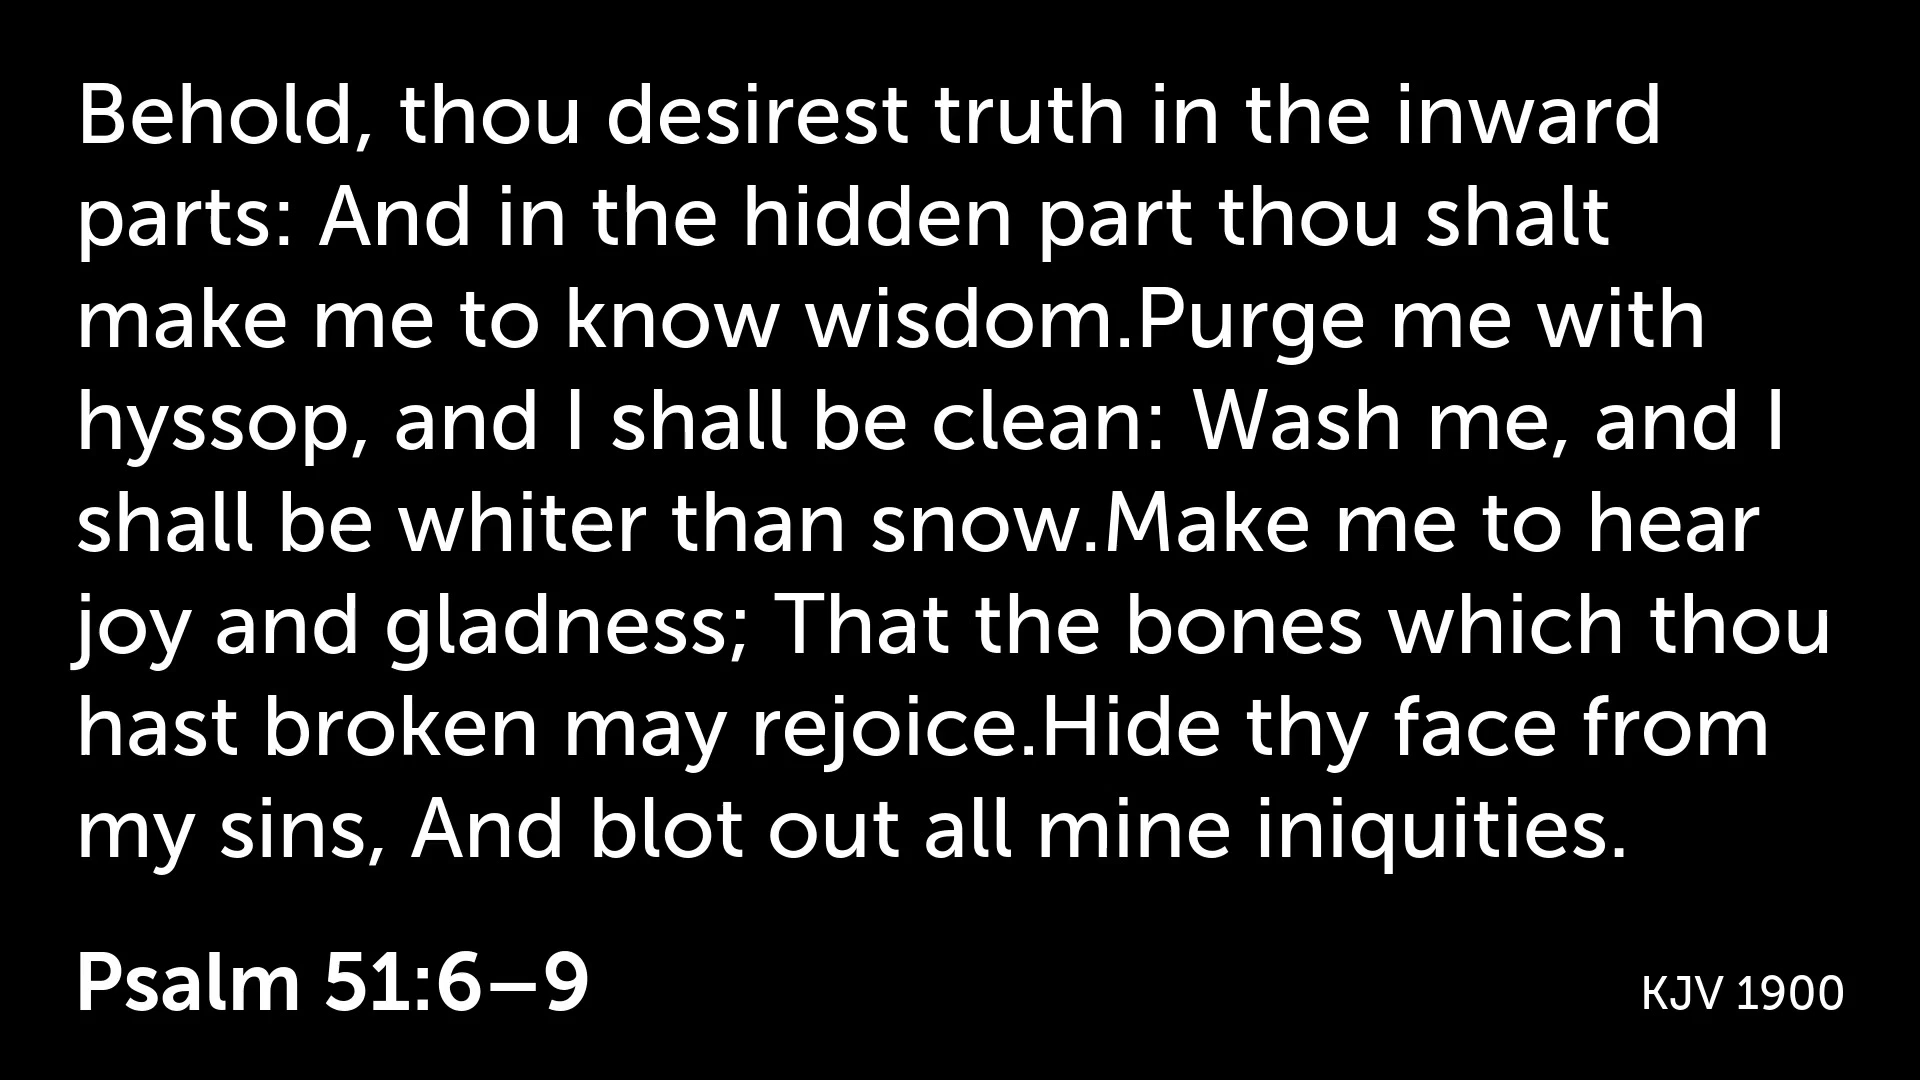 Behold, thou desirest truth in the inward
parts: And in the hidden part thou shalt
make me to know wisdom.Purge me with
hyssop, and I shall be clean: Wash me, and I
shall be whiter than snow.Make me to hear
joy and gladness; That the bones which thou
hast broken may rejoice.Hide thy face from
my sins, And blot out all mine iniquities.
Psalm 51:6–9
KJV 1900